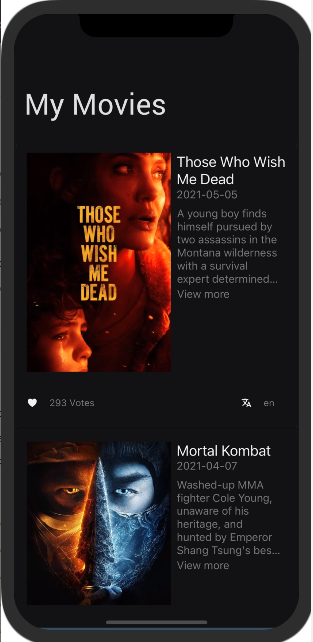 My Movies
THOSE
WHO
WISH
ME
DEAD
Those Who Wish
Me Dead
2021-05-05
A young boy finds
himself pursued by
two assassins in the
Montana wilderness
with a survival
expert determined...
View more
293 Votes
en
Mortal Kombat
2021-04-07
Washed-up MMA
fighter Cole Young,
unaware of his
heritage, and
hunted by Emperor
Shang Tsung's bes...
View more